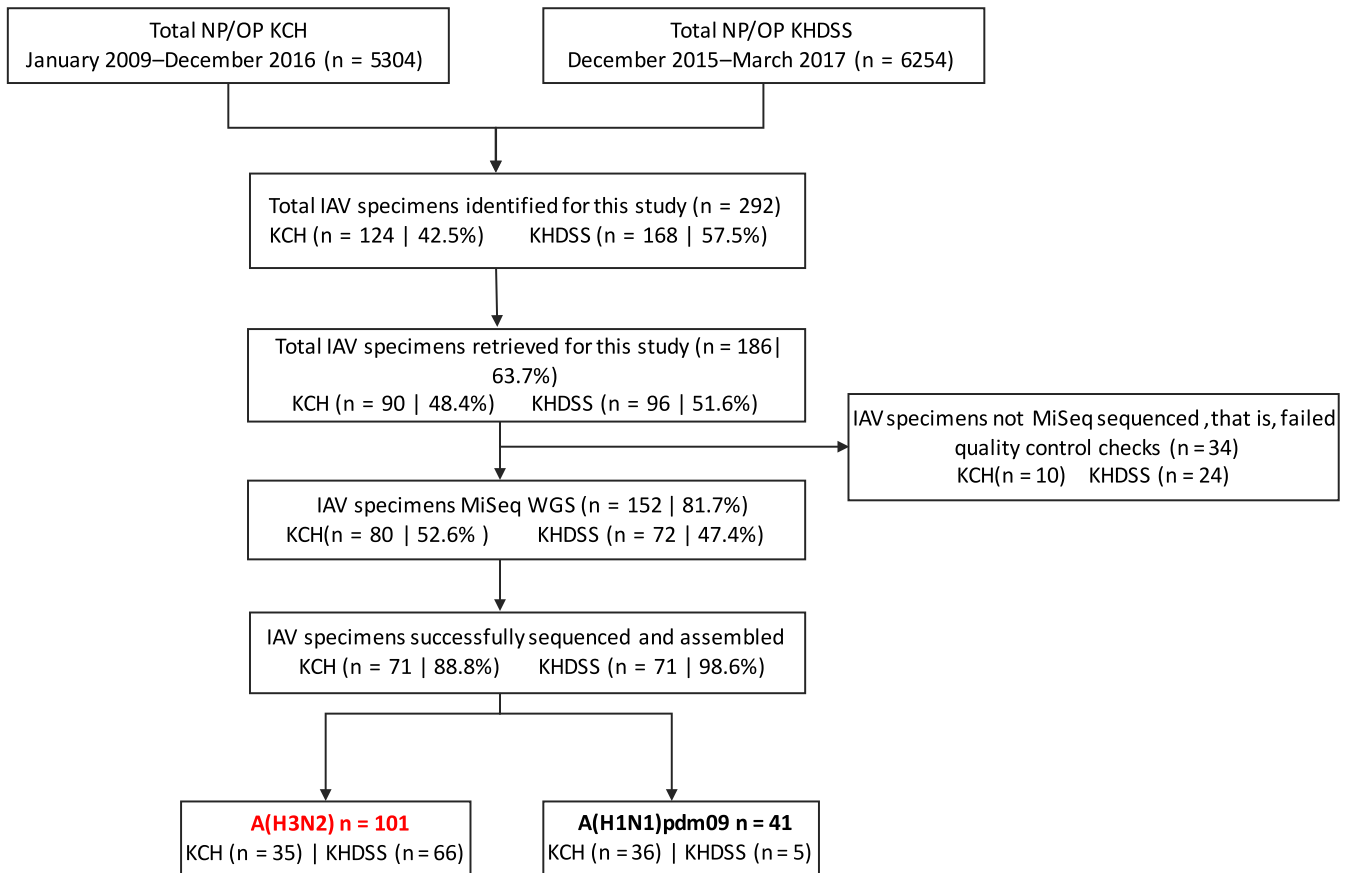 Total NP/OP KCH
January 2009–December 2016 (n = 5304)
Total NP/OP KHDSS
December 2015–March 2017 (n = 6254)
Total IAV specimens identified for this study (n = 292)
KCH (n = 124 | 42.5%) KHDSS (n = 168 | 57.5%)
Total IAV specimens retrieved for this study (n = 186|
63.7%)
KCH (n = 90 | 48.4%) KHDSS (n = 96 | 51.6%)
IAV specimens not MiSeq sequenced, that is, failed
quality control checks (n = 34)
KCH(n = 10) KHDSS (n = 24)
IAV specimens MiSeq WGS (n = 152 | 81.7%)
KCH(n = 80 | 52.6% ) KHDSS (n = 72 | 47.4%)
IAV specimens successfully sequenced and assembled
KCH (n = 71 | 88.8%) KHDSS (n = 71 | 98.6%)
A(H3N2) n = 101
KCH (n = 35) | KHDSS (n = 66)
A(H1N1)pdm09 n = 41
KCH (n = 36) | KHDSS (n = 5)